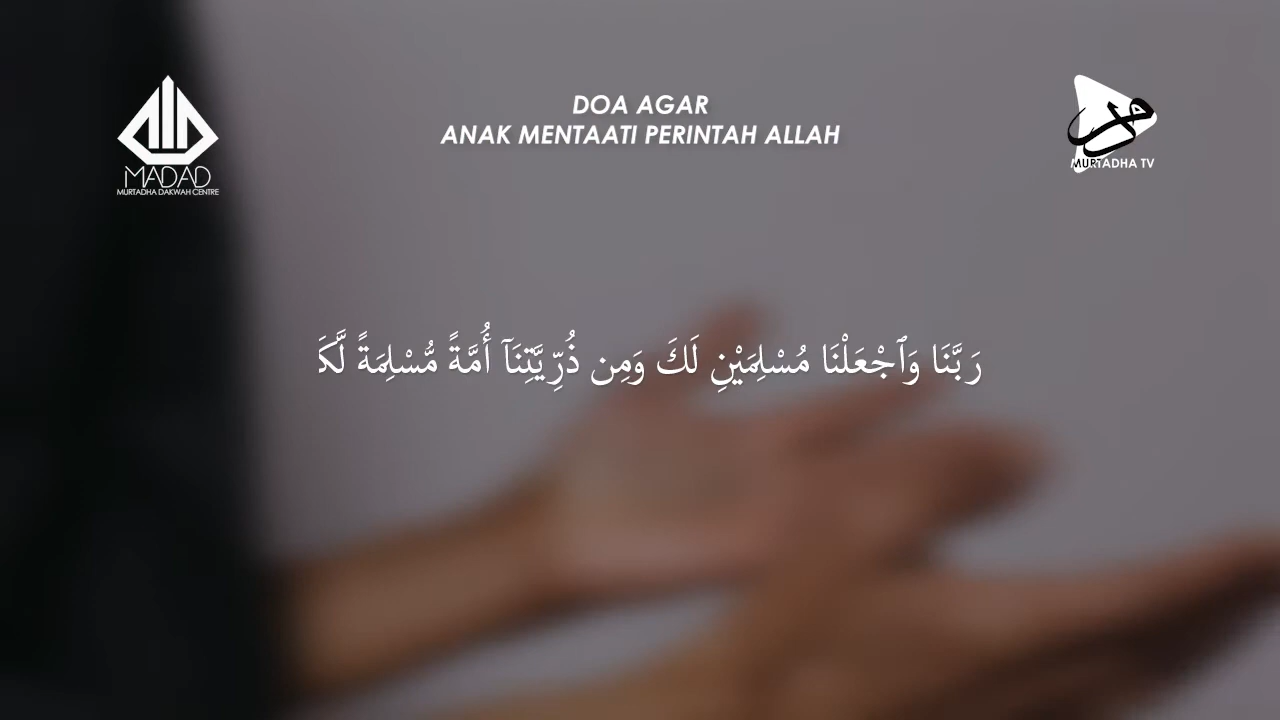 DOA AGAR
ANAK MENTAATI PERINTAH ALLAH
MADAD
MURTADHA DAKWAH CENTRE
MURTADHA TV
رَبَّنَا وَٱجْعَلْنَا مُسْلِمَيْنِ لَكَ وَمِن ذُرِّيَّتِنَآ أُمَّةً مُّسْلِمَةً لَّكَ